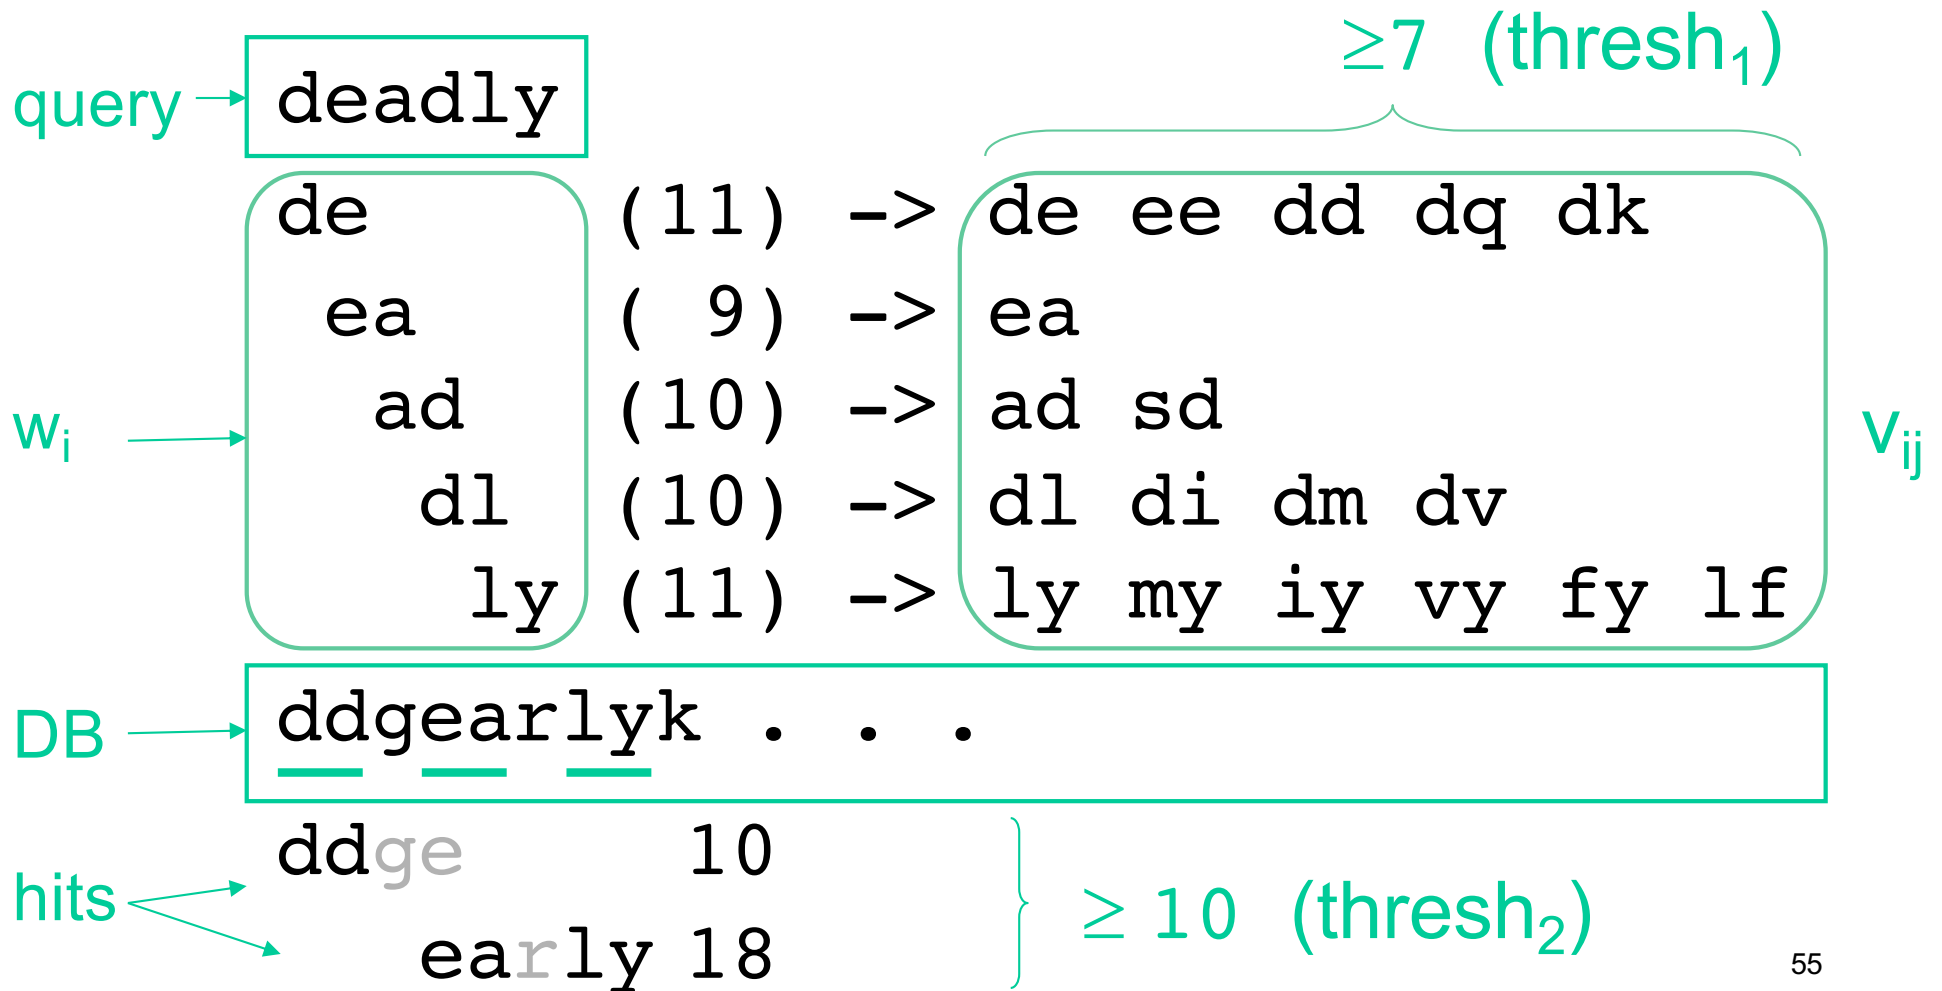 ≥7 (thresh₁)
query deadly
de (11) -> de ee dd dq dk
ea ( 9) -> ea
ad (10) -> ad sd
wᵢ vᵢⱼ
dl (10) -> dl di dm dv
ly (11) -> ly my iy vy fy lf
DB ddgearlyk . . .
ddge 10
hits ≥ 10 (thresh₂)
early 18
55